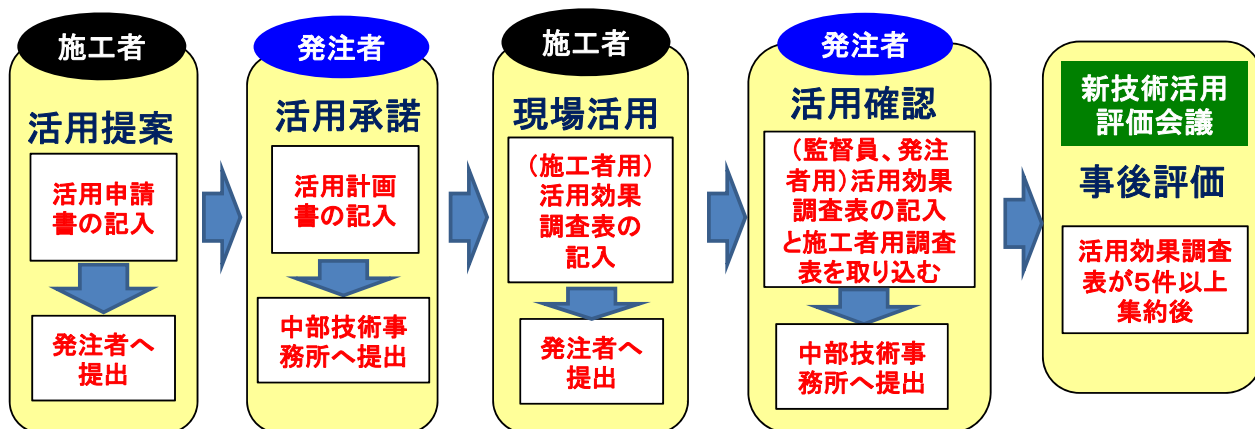 施工者
活用提案
活用申請
書の記入
発注者へ
提出
発注者
活用承諾
活用計画
書の記入
中部技術事
務所へ提出
施工者
現場活用
(施工者用)
活用効果
調査表の
記入
発注者へ
提出
発注者
活用確認
(監督員、発注
者用)活用効果
調査表の記入
と施工者用調査
表を取り込む
中部技術事
務所へ提出
新技術活用
評価会議
事後評価
活用効果調査
表が5件以上
集約後